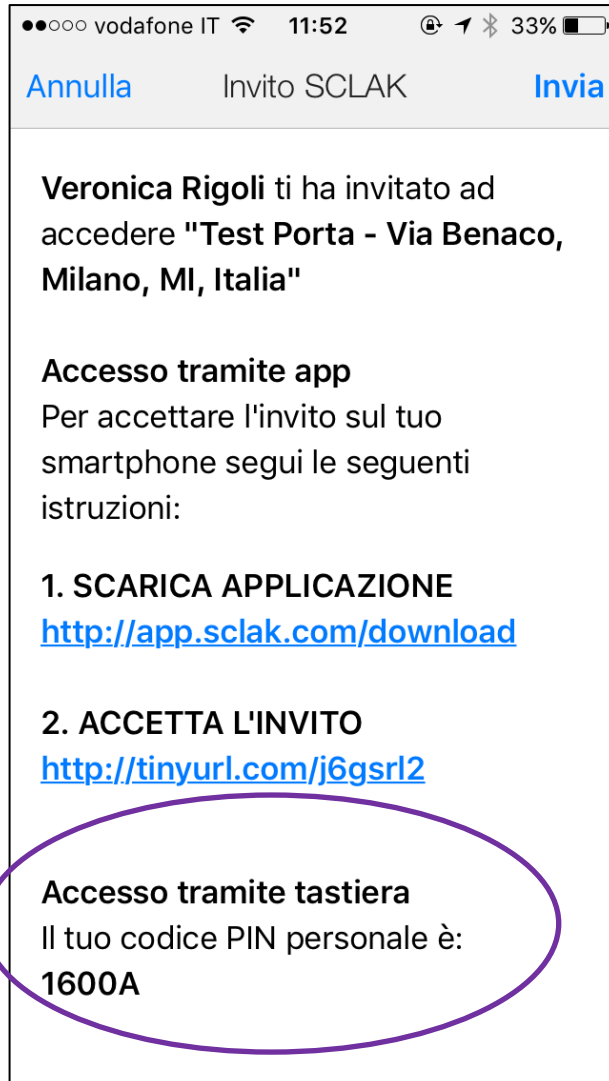 vodafone IT 11:52 33%
Annulla Invito SCLAK Invia
Veronica Rigoli ti ha invitato ad
accedere "Test Porta - Via Benaco,
Milano, MI, Italia"
Accesso tramite app
Per accettare l'invito sul tuo
smartphone segui le seguenti
istruzioni:
1. SCARICA APPLICAZIONE
http://app.sclak.com/download
2. ACCETTA L'INVITO
http://tinyurl.com/j6gsrl2
Accesso tramite tastiera
Il tuo codice PIN personale è:
1600A